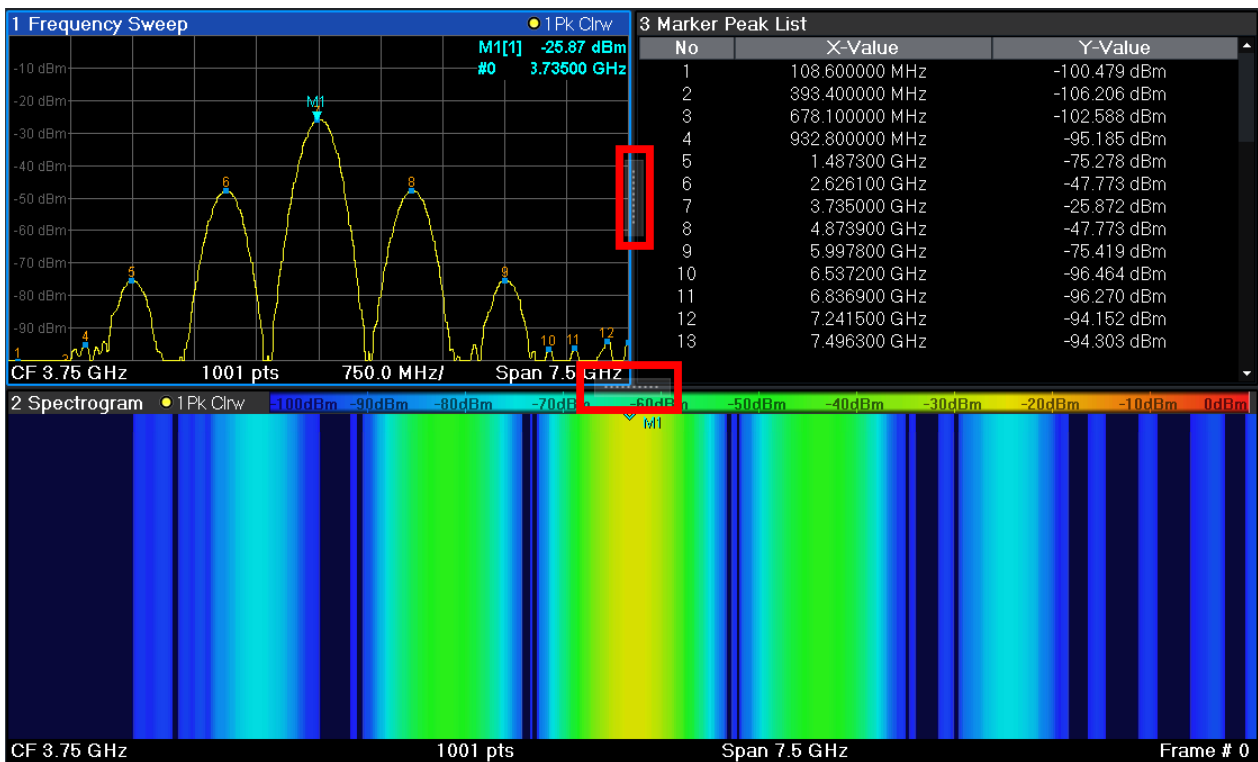 1 Frequency Sweep 1Pk Clrw
M1[1] -25.87 dBm
#0 3.73500 GHz
M1
-10 dBm
-20 dBm
-30 dBm
-40 dBm
-50 dBm
-60 dBm
-70 dBm
-80 dBm
-90 dBm
1
4
5
6
7
8
9
10
11
12
CF 3.75 GHz 1001 pts 750.0 MHz/ Span 7.5 GHz
3 Marker Peak List
No X-Value Y-Value
1 108.600000 MHz -100.479 dBm
2 393.400000 MHz -106.206 dBm
3 678.100000 MHz -102.588 dBm
4 932.800000 MHz -95.185 dBm
5 1.487300 GHz -75.278 dBm
6 2.626100 GHz -47.773 dBm
7 3.735000 GHz -25.872 dBm
8 4.873900 GHz -47.773 dBm
9 5.997800 GHz -75.419 dBm
10 6.537200 GHz -96.464 dBm
11 6.836900 GHz -96.270 dBm
12 7.241500 GHz -94.152 dBm
13 7.496300 GHz -94.303 dBm
2 Spectrogram 1Pk Clrw -100dBm -90dBm -80dBm -70dBm -60dBm -50dBm -40dBm -30dBm -20dBm -10dBm 0dBm
M1
CF 3.75 GHz 1001 pts Span 7.5 GHz Frame # 0